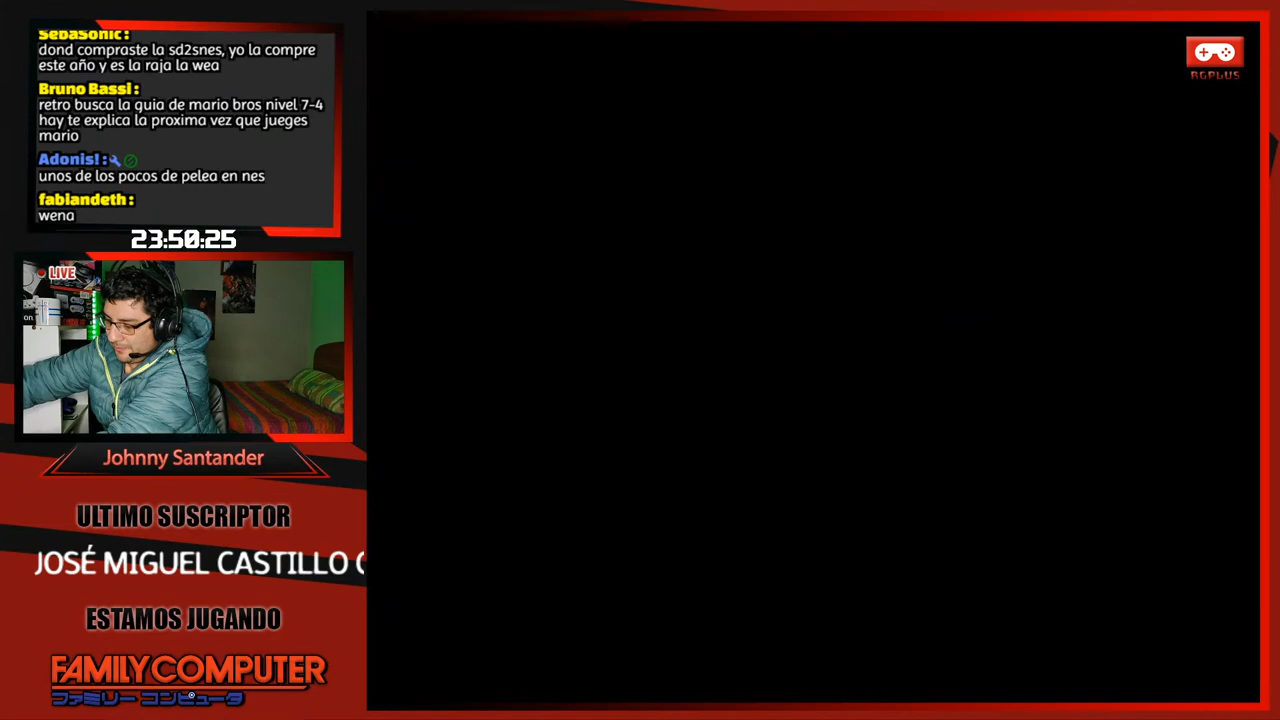 SebaSonic :
dond compraste la sd2snes, yo la compre
este año y es la raja la wea
Bruno Bassi :
retro busca la guia de mario bros nivel 7-4
hay te explica la proxima vez que jueges
mario
Adonis! :
unos de los pocos de pelea en nes
fabiandeth :
wena
23:50:25
LIVE
Johnny Santander
ULTIMO SUSCRIPTOR
JOSÉ MIGUEL CASTILLO
ESTAMOS JUGANDO
FAMILY COMPUTER
ファミリー コンピュータ
RGPLUS